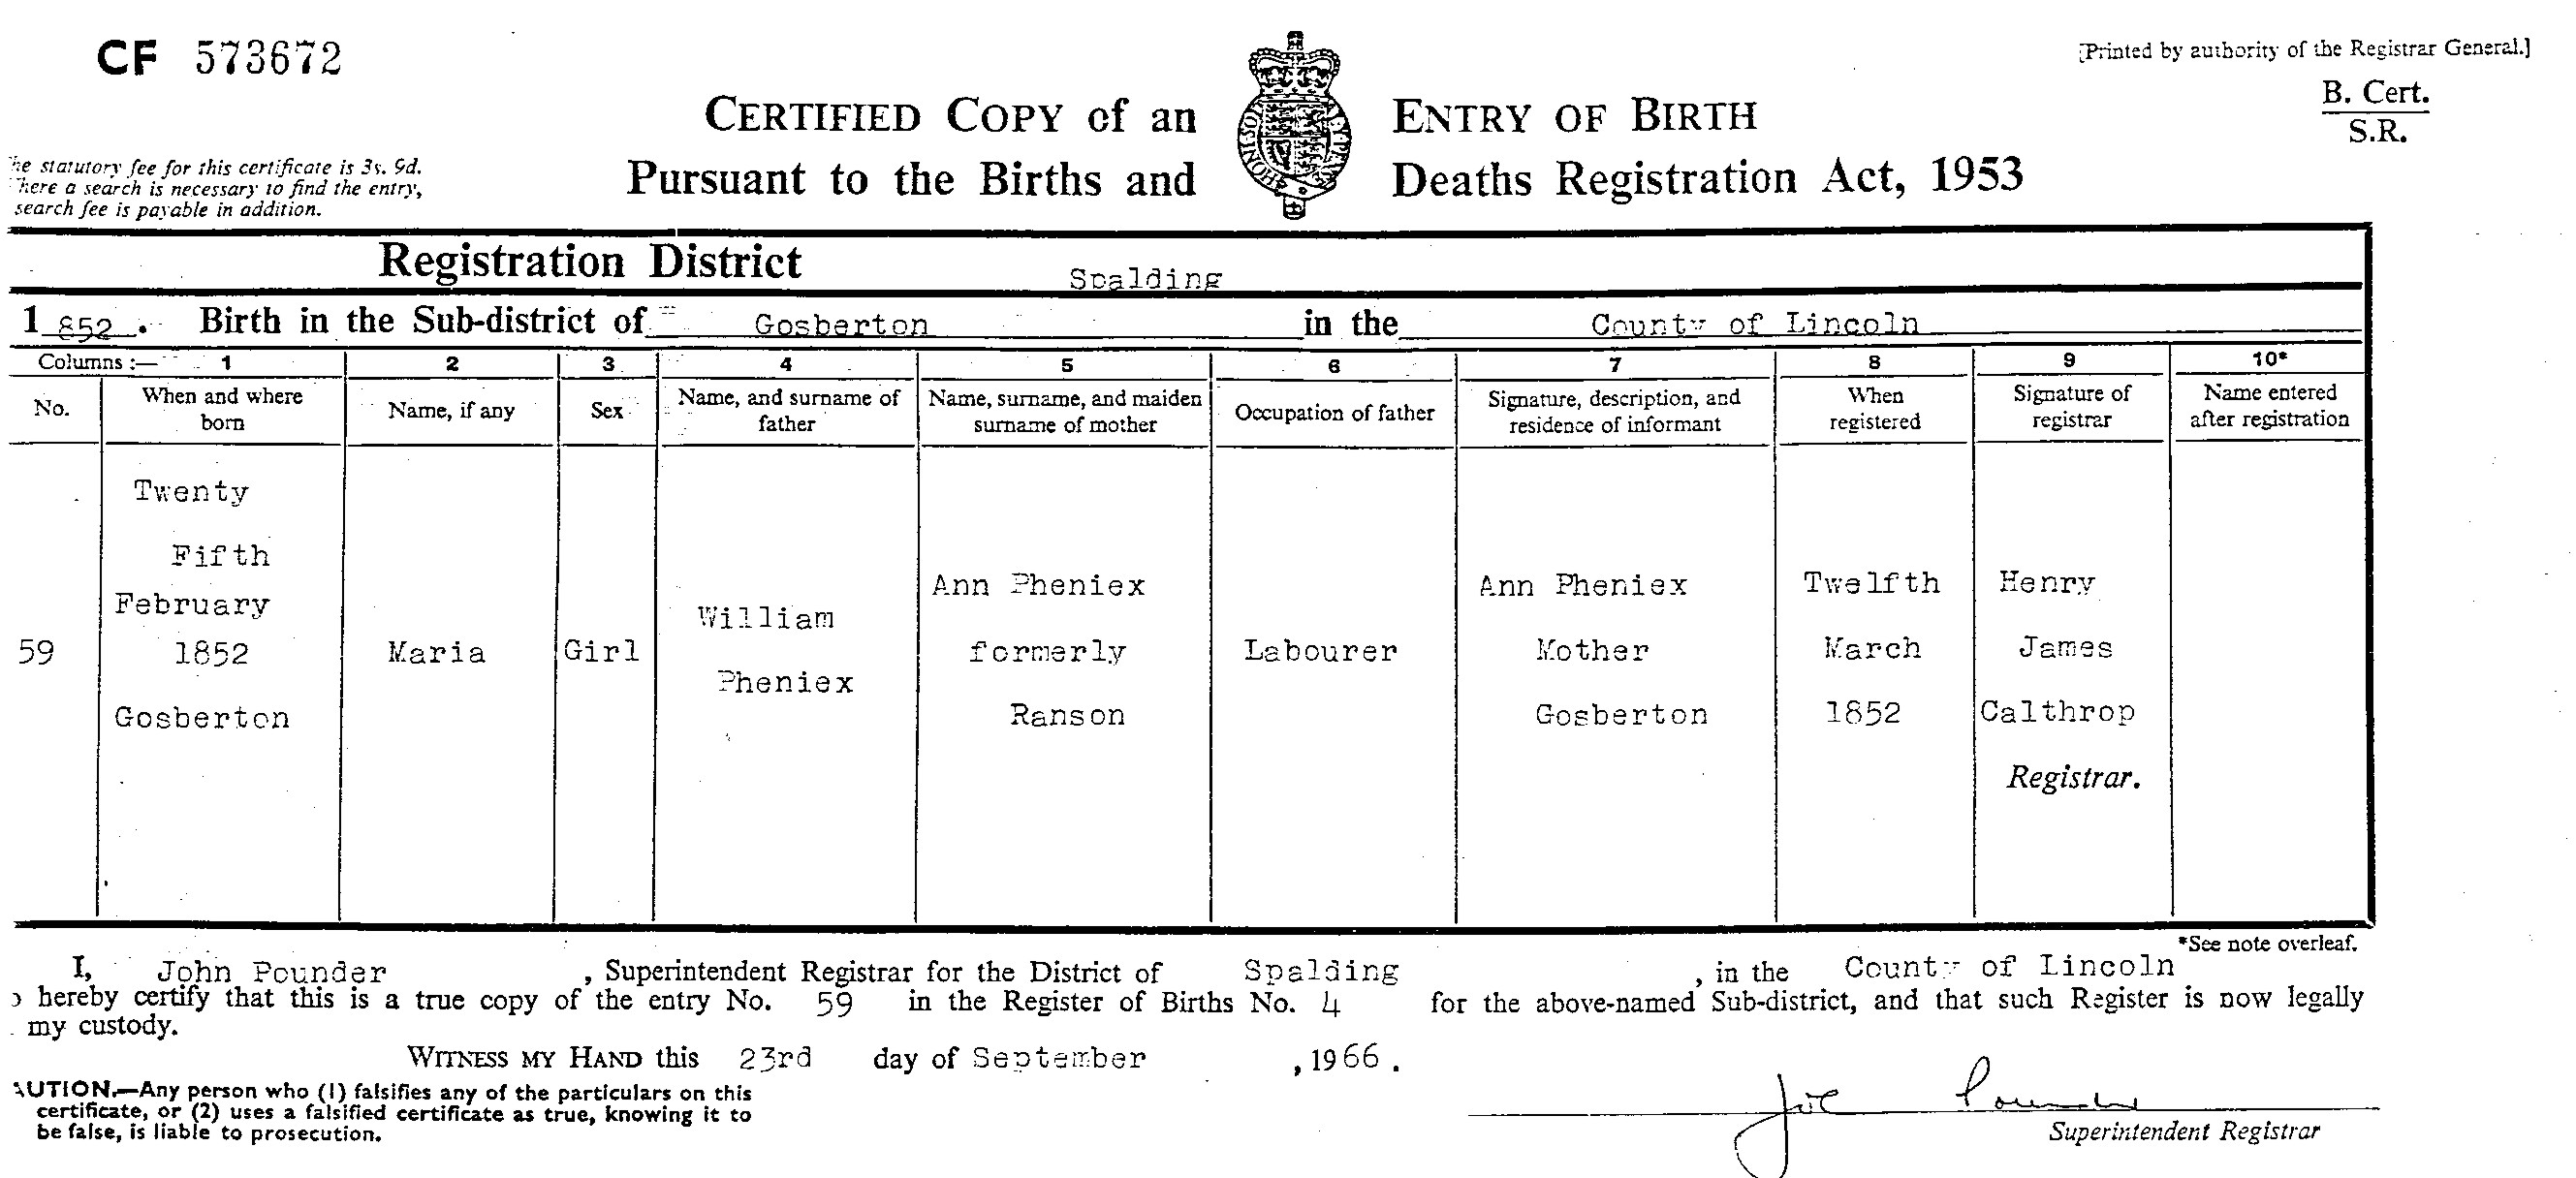 CF 573672
[Printed by authority of the Registrar General.]
B. Cert.
S.R.
CERTIFIED COPY of an ENTRY OF BIRTH
Pursuant to the Births and Deaths Registration Act, 1953
he statutory fee for this certificate is 3s. 9d.
here a search is necessary to find the entry,
search fee is payable in addition.
Registration District Spalding
1 852 . Birth in the Sub-district of Gosberton in the County of Lincoln
Columns :— 1 2 3 4 5 6 7 8 9 10*
No. When and where born Name, if any Sex Name, and surname of father Name, surname, and maiden surname of mother Occupation of father Signature, description, and residence of informant When registered Signature of registrar Name entered after registration
59
Twenty
Fifth
February
1852
Gosberton
Maria
Girl
William
Pheniex
Ann Pheniex
formerly
Ranson
Labourer
Ann Pheniex
Mother
Gosberton
Twelfth
March
1852
Henry
James
Calthrop
Registrar.
*See note overleaf.
I, John Pounder , Superintendent Registrar for the District of Spalding , in the County of Lincoln
o hereby certify that this is a true copy of the entry No. 59 in the Register of Births No. 4 for the above-named Sub-district, and that such Register is now legally
my custody.
WITNESS MY HAND this 23rd day of September , 1966 .
AUTION.—Any person who (1) falsifies any of the particulars on this
certificate, or (2) uses a falsified certificate as true, knowing it to
be false, is liable to prosecution.
Pounder
Superintendent Registrar